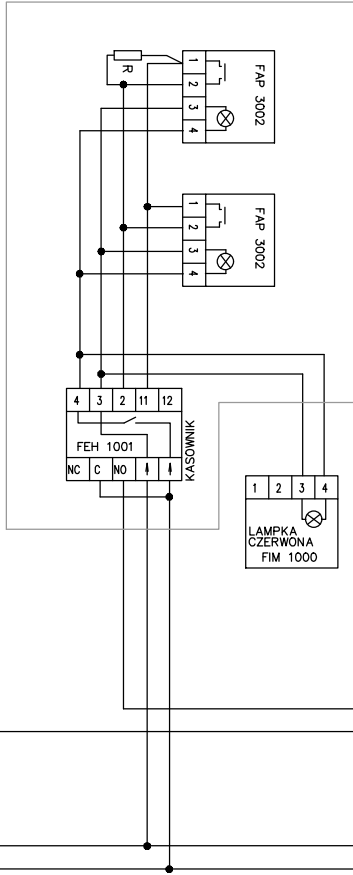 R
1
2
3
4
FAP 3002
1
2
3
4
FAP 3002
4 3 2 11 12
FEH 1001
KASOWNIK
NC C NO
1 2 3 4
LAMPKA
CZERWONA
FIM 1000